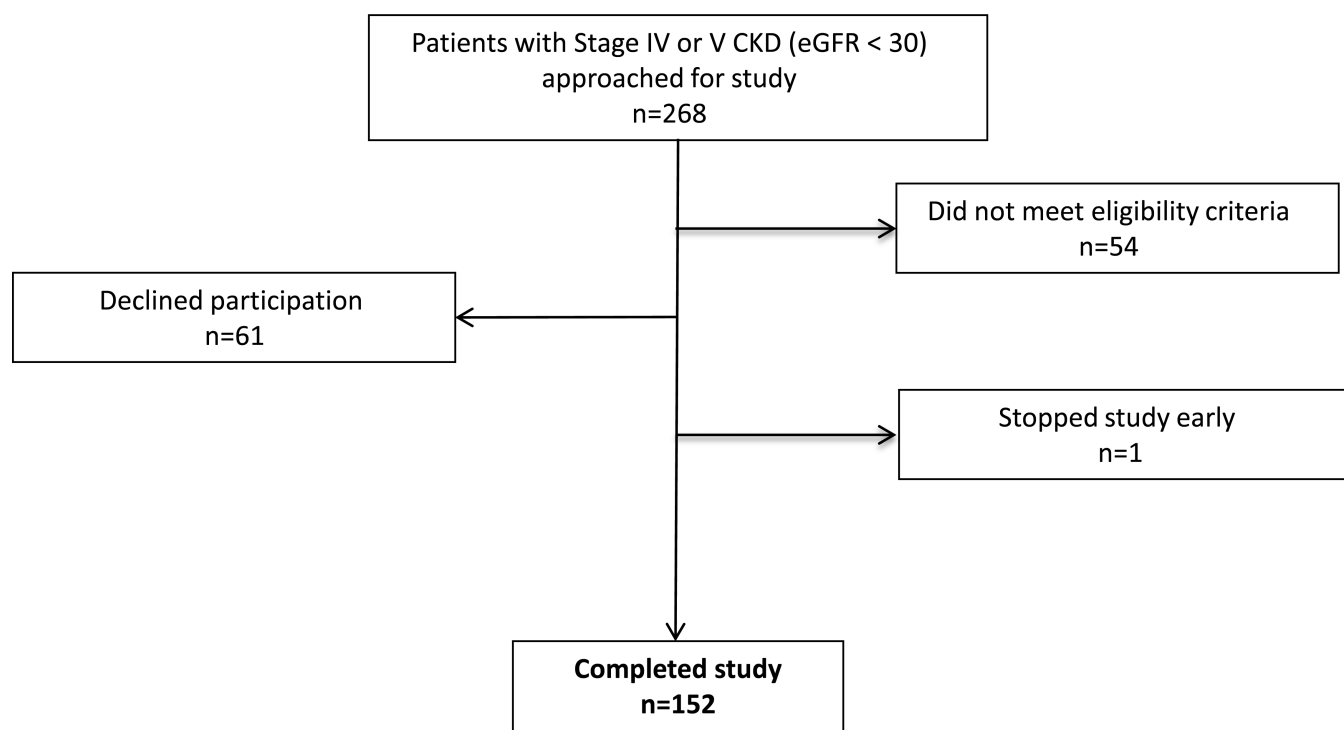 Patients with Stage IV or V CKD (eGFR < 30)
approached for study
n=268
Did not meet eligibility criteria
n=54
Declined participation
n=61
Stopped study early
n=1
Completed study
n=152